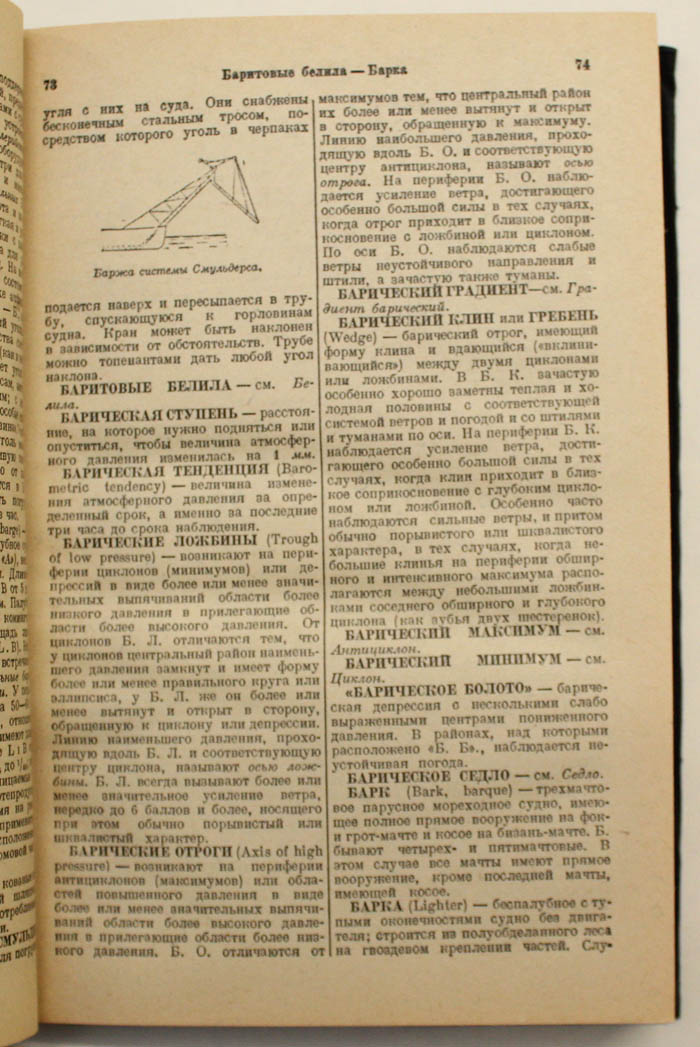 73
Баритовые белила — Барка
74
угля с них на суда. Они снабжены
бесконечным стальным тросом, по-
средством которого уголь в черпаках
Баржа системы Смульдерса.
подается наверх и пересыпается в тру-
бу, спускающуюся к горловинам
судна. Кран может быть наклонен
в зависимости от обстоятельств. Трубе
можно топенантами дать любой угол
наклона.
БАРИТОВЫЕ БЕЛИЛА — см. Бе-
лила.
БАРИЧЕСКАЯ СТУПЕНЬ — расстоя-
ние, на которое нужно подняться или
опуститься, чтобы величина атмосфер-
ного давления изменилась на 1 мм.
БАРИЧЕСКАЯ ТЕНДЕНЦИЯ (Baro-
metric tendency) — величина измене-
ния атмосферного давления за опре-
деленный срок, а именно за последние
три часа до срока наблюдения.
БАРИЧЕСКИЕ ЛОЖБИНЫ (Trough
of low pressure) — возникают на пери-
ферии циклонов (минимумов) или де-
прессий в виде более или менее значи-
тельных выпячиваний области более
низкого давления в прилегающие об-
ласти более высокого давления. От
циклонов Б. Л. отличаются тем, что
у циклонов центральный район наимень-
шего давления замкнут и имеет форму
более или менее правильного круга или
эллипсиса, у Б. Л. же он более или
менее вытянут и открыт в сторону,
обращенную к циклону или депрессии.
Линию наименьшего давления, прохо-
дящую вдоль Б. Л. и соответствующую
центру циклона, называют осью лож-
бины. Б. Л. всегда вызывают более или
менее значительное усиление ветра,
нередко до 6 баллов и более, носящего
при этом обычно порывистый или
шквалистый характер.
БАРИЧЕСКИЕ ОТРОГИ (Axis of high
pressure) — возникают на периферии
антициклонов (максимумов) или обла-
стей повышенного давления в виде
более или менее значительных выпячи-
ваний области более высокого давле-
ния в прилегающие области более низ-
кого давления. Б. О. отличаются от
максимумов тем, что центральный район
их более или менее вытянут и открыт
в сторону, обращенную к максимуму.
Линию наибольшего давления, прохо-
дящую вдоль Б. О. и соответствующую
центру антициклона, называют осью
отрога. На периферии Б. О. наблю-
дается усиление ветра, достигающего
особенно большой силы в тех случаях,
когда отрог приходит в близкое сопри-
косновение с ложбиной или циклоном.
По оси Б. О. наблюдаются слабые
ветры неустойчивого направления и
штили, а зачастую также туманы.
БАРИЧЕСКИЙ ГРАДИЕНТ—см. Гра-
диент барический.
БАРИЧЕСКИЙ КЛИН или ГРЕБЕНЬ
(Wedge) — барический отрог, имеющий
форму клина и вдающийся («вклини-
вающийся») между двумя циклонами
или ложбинами. В Б. К. зачастую
особенно хорошо заметны теплая и хо-
лодная половины с соответствующей
системой ветров и погодой и со штилями
и туманами по оси. На периферии Б. К.
наблюдается усиление ветра, дости-
гающего особенно большой силы в тех
случаях, когда клин приходит в близ-
кое соприкосновение с глубоким цикло-
ном или ложбиной. Особенно часто
наблюдаются сильные ветры, и притом
обычно порывистого или шквалистого
характера, в тех случаях, когда не-
большие клинья на периферии обшир-
ного и интенсивного максимума распо-
лагаются между небольшими ложбин-
ками соседнего обширного и глубокого
циклона (как зубья двух шестеренок).
БАРИЧЕСКИЙ МАКСИМУМ — см.
Антициклон.
БАРИЧЕСКИЙ МИНИМУМ — см.
Циклон.
«БАРИЧЕСКОЕ БОЛОТО» — бариче-
ская депрессия с несколькими слабо
выраженными центрами пониженного
давления. В районах, над которыми
расположено «Б. Б»., наблюдается не-
устойчивая погода.
БАРИЧЕСКОЕ СЕДЛО — см. Седло.
БАРК (Bark, barque) — трехмачто-
вое парусное мореходное судно, имею-
щее полное прямое вооружение на фок-
и грот-мачте и косое на бизань-мачте. Б.
бывают четырех- и пятимачтовые. В
этом случае все мачты имеют прямое
вооружение, кроме последней мачты,
имеющей косое.
БАРКА (Lighter) — беспалубное с ту-
пыми оконечностями судно без двига-
теля; строится из полуобделанного леса
на гвоздевом креплении частей. Слу-